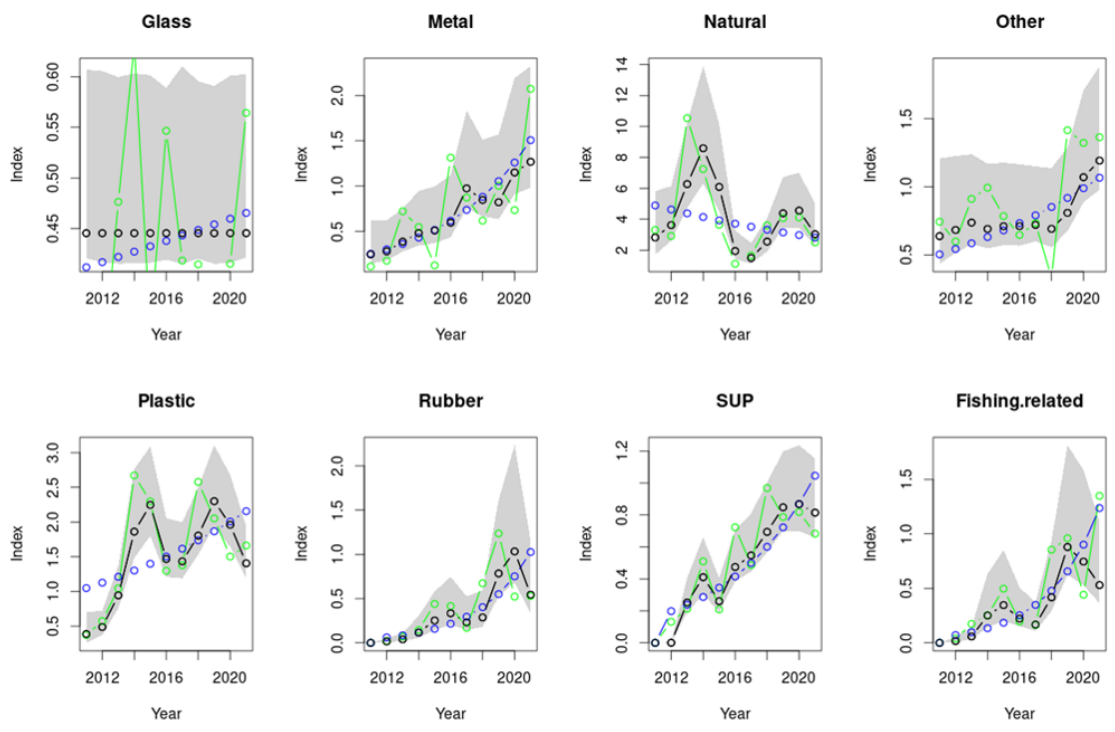 Glass
Index
0.45 0.50 0.55 0.60
2012 2016 2020
Year
Metal
Index
0.5 1.0 1.5 2.0
2012 2016 2020
Year
Natural
Index
2 4 6 8 10 12 14
2012 2016 2020
Year
Other
Index
0.5 1.0 1.5
2012 2016 2020
Year
Plastic
Index
0.5 1.0 1.5 2.0 2.5 3.0
2012 2016 2020
Year
Rubber
Index
0.0 0.5 1.0 1.5 2.0
2012 2016 2020
Year
SUP
Index
0.0 0.4 0.8 1.2
2012 2016 2020
Year
Fishing.related
Index
0.0 0.5 1.0 1.5
2012 2016 2020
Year